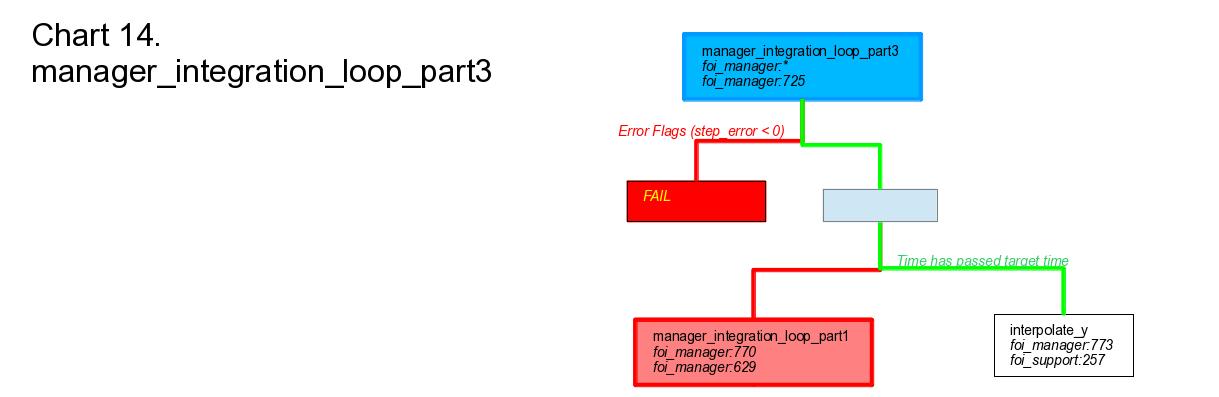 Chart 14.
manager_integration_loop_part3
manager_integration_loop_part3
foi_manager:*
foi_manager:725
Error Flags (step_error < 0)
FAIL
Time has passed target time
manager_integration_loop_part1
foi_manager:770
foi_manager:629
interpolate_y
foi_manager:773
foi_support:257